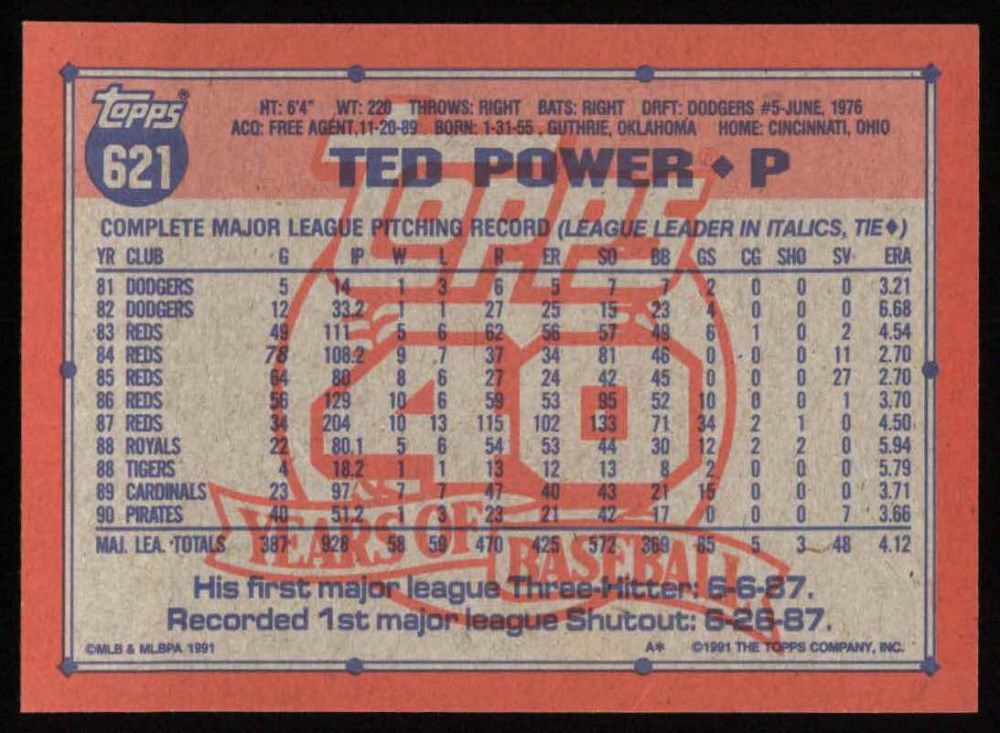 Topps®
621
HT: 6'4" WT: 220 THROWS: RIGHT BATS: RIGHT DRFT: DODGERS #5-JUNE, 1976
ACQ: FREE AGENT, 11-20-89 BORN: 1-31-55, GUTHRIE, OKLAHOMA HOME: CINCINNATI, OHIO
TED POWER ♦ P
COMPLETE MAJOR LEAGUE PITCHING RECORD (LEAGUE LEADER IN ITALICS, TIE♦)
YR CLUB G IP W L R ER SO BB GS CG SHO SV ERA
81 DODGERS 5 14 1 3 6 5 7 7 2 0 0 0 3.21
82 DODGERS 12 33.2 1 1 27 25 15 23 4 0 0 0 6.68
83 REDS 49 111 5 6 62 56 57 49 6 1 0 2 4.54
84 REDS 78 108.2 9 7 37 34 81 46 0 0 0 11 2.70
85 REDS 64 80 8 6 27 24 42 45 0 0 0 27 2.70
86 REDS 56 129 10 6 59 53 95 52 10 0 0 1 3.70
87 REDS 34 204 10 13 115 102 133 71 34 2 1 0 4.50
88 ROYALS 22 80.1 5 6 54 53 44 30 12 2 2 0 5.94
88 TIGERS 4 18.2 1 1 13 12 13 8 2 0 0 0 5.79
89 CARDINALS 23 97 7 7 47 40 43 21 15 0 0 0 3.71
90 PIRATES 40 51.2 1 3 23 21 42 17 0 0 0 7 3.66
MAJ. LEA. TOTALS 387 928 58 59 470 425 572 369 85 5 3 48 4.12
Topps®
40
YEARS OF BASEBALL
His first major league Three-Hitter: 6-6-87.
Recorded 1st major league Shutout: 6-26-87.
©MLB & MLBPA 1991 A* ©1991 THE TOPPS COMPANY, INC.